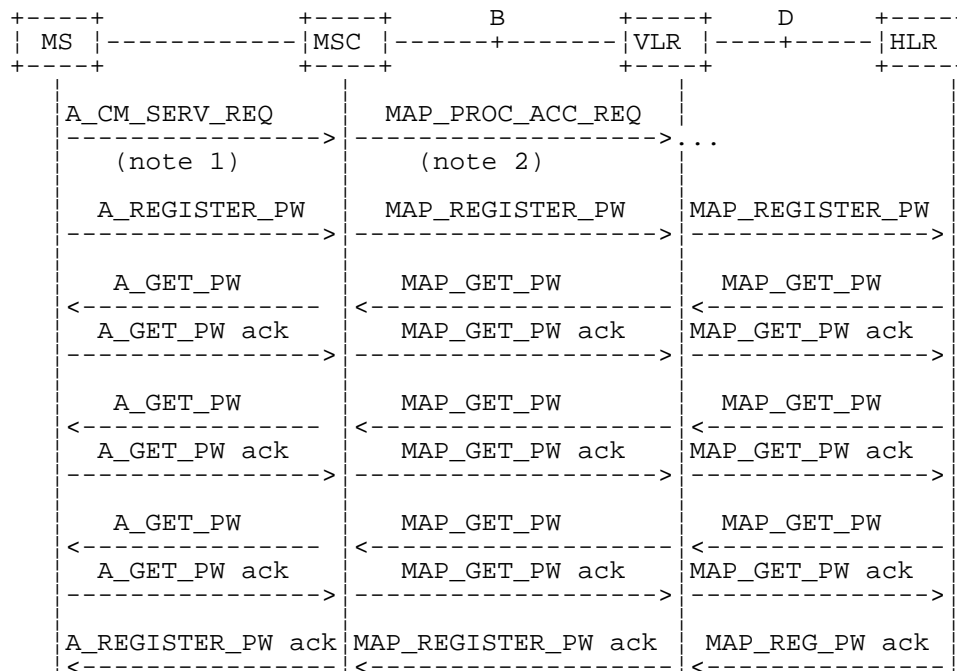 B D
MS MSC VLR HLR
A_CM_SERV_REQ MAP_PROC_ACC_REQ
...
(note 1) (note 2)
A_REGISTER_PW MAP_REGISTER_PW MAP_REGISTER_PW
A_GET_PW MAP_GET_PW MAP_GET_PW
A_GET_PW ack MAP_GET_PW ack MAP_GET_PW ack
A_GET_PW MAP_GET_PW MAP_GET_PW
A_GET_PW ack MAP_GET_PW ack MAP_GET_PW ack
A_GET_PW MAP_GET_PW MAP_GET_PW
A_GET_PW ack MAP_GET_PW ack MAP_GET_PW ack
A_REGISTER_PW ack MAP_REGISTER_PW ack MAP_REG_PW ack